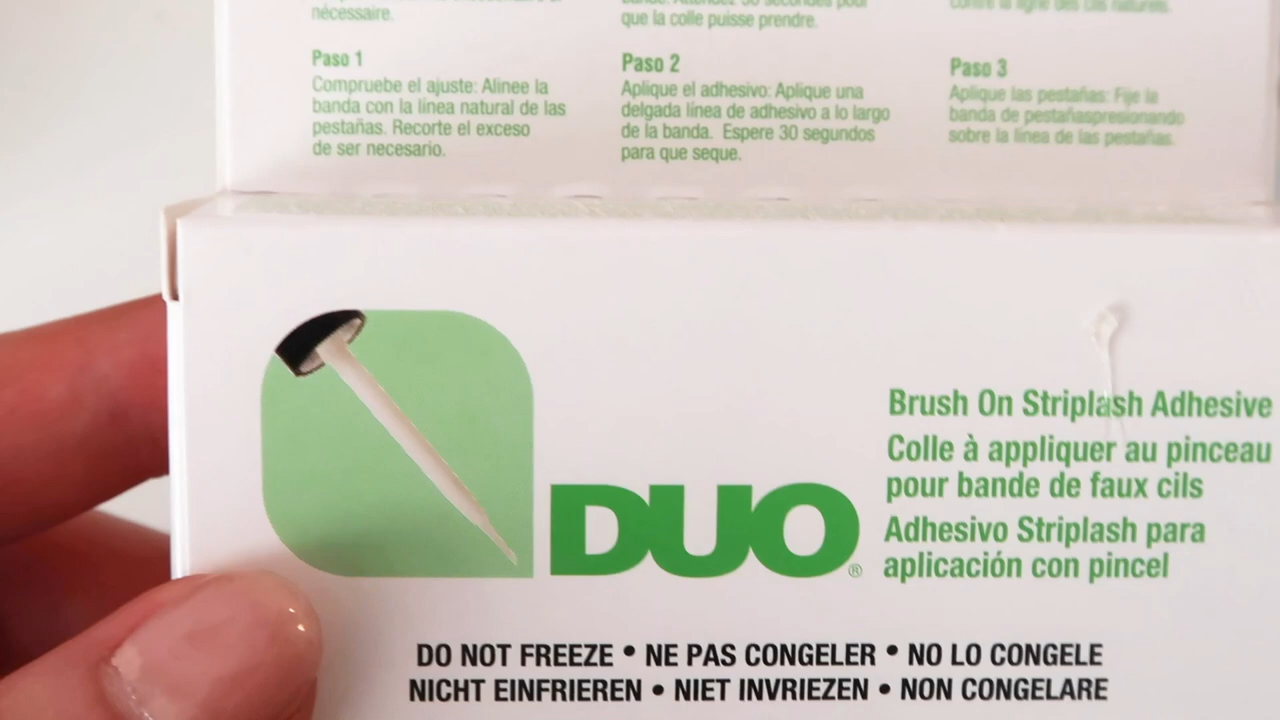 nécessaire.
que la colle puisse prendre.
Paso 1
Compruebe el ajuste: Alinee la
banda con la línea natural de las
pestañas. Recorte el exceso
de ser necesario.
Paso 2
Aplique el adhesivo: Aplique una
delgada línea de adhesivo a lo largo
de la banda. Espere 30 segundos
para que seque.
Paso 3
Aplique las pestañas: Fije la
banda de pestañaspresionando
sobre la línea de las pestañas.
DUO®
Brush On Striplash Adhesive
Colle à appliquer au pinceau
pour bande de faux cils
Adhesivo Striplash para
aplicación con pincel
DO NOT FREEZE • NE PAS CONGELER • NO LO CONGELE
NICHT EINFRIEREN • NIET INVRIEZEN • NON CONGELARE